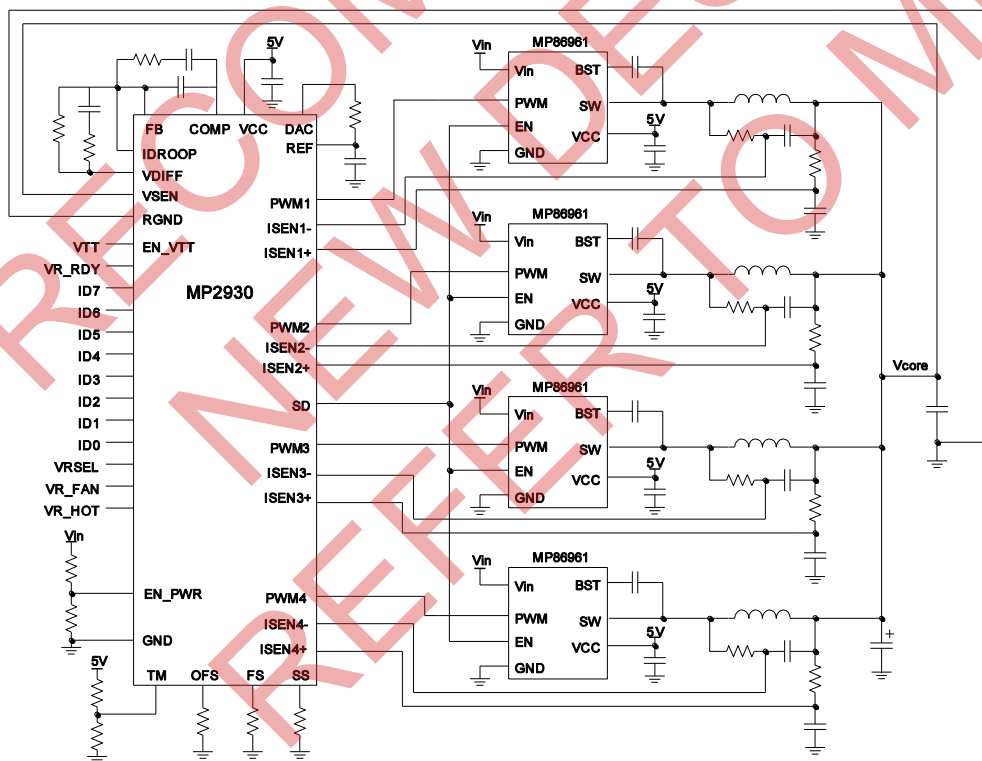 5V
FB
COMP
VCC
DAC
REF
IDROOP
VDIFF
VSEN
RGND
VTT
EN_VTT
VR_RDY
ID7
ID6
ID5
ID4
ID3
ID2
ID1
ID0
VRSEL
VR_FAN
VR_HOT
Vin
EN_PWR
GND
5V
TM
OFS
FS
SS
MP2930
PWM1
ISEN1-
ISEN1+
PWM2
ISEN2-
ISEN2+
SD
PWM3
ISEN3-
ISEN3+
PWM4
ISEN4-
ISEN4+
Vin
MP86961
Vin
BST
PWM
SW
EN
VCC
5V
GND
Vin
MP86961
Vin
BST
PWM
SW
EN
VCC
5V
GND
Vin
MP86961
Vin
BST
PWM
SW
EN
VCC
5V
GND
Vin
MP86961
Vin
BST
PWM
SW
EN
VCC
5V
GND
Vcore
+
RECOM
NEW DE
REFER TO M